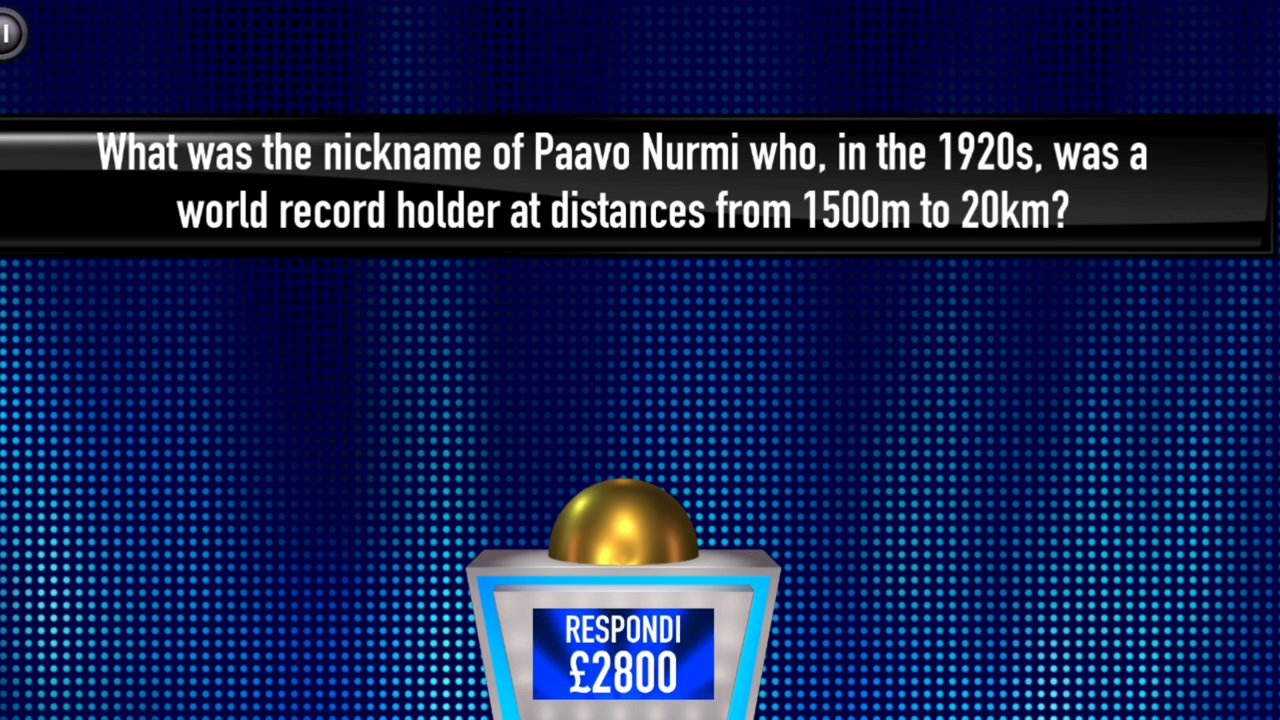 What was the nickname of Paavo Nurmi who, in the 1920s, was a
world record holder at distances from 1500m to 20km?
RESPONDI
£2800